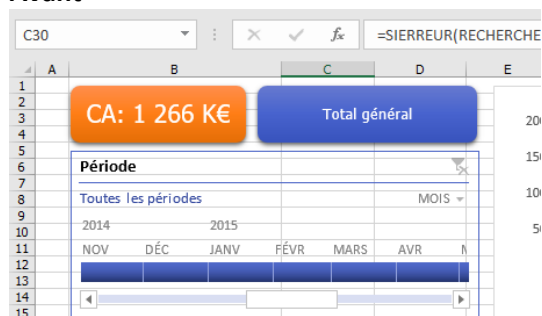 Avant
C30 fx =SIERREUR(RECHERCHE
A B C D E
1
2
3 CA: 1 266 K€ Total général 200
4
5 150
6 Période
7
8 Toutes les périodes MOIS 100
9
10 2014 2015 50
11 NOV DÉC JANV FÉVR MARS AVR
12
13
14
15